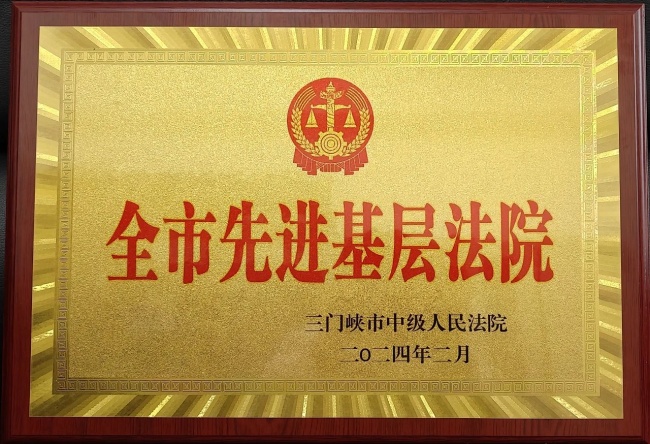 全市先进基层法院
三门峡市中级人民法院
二0二四年二月